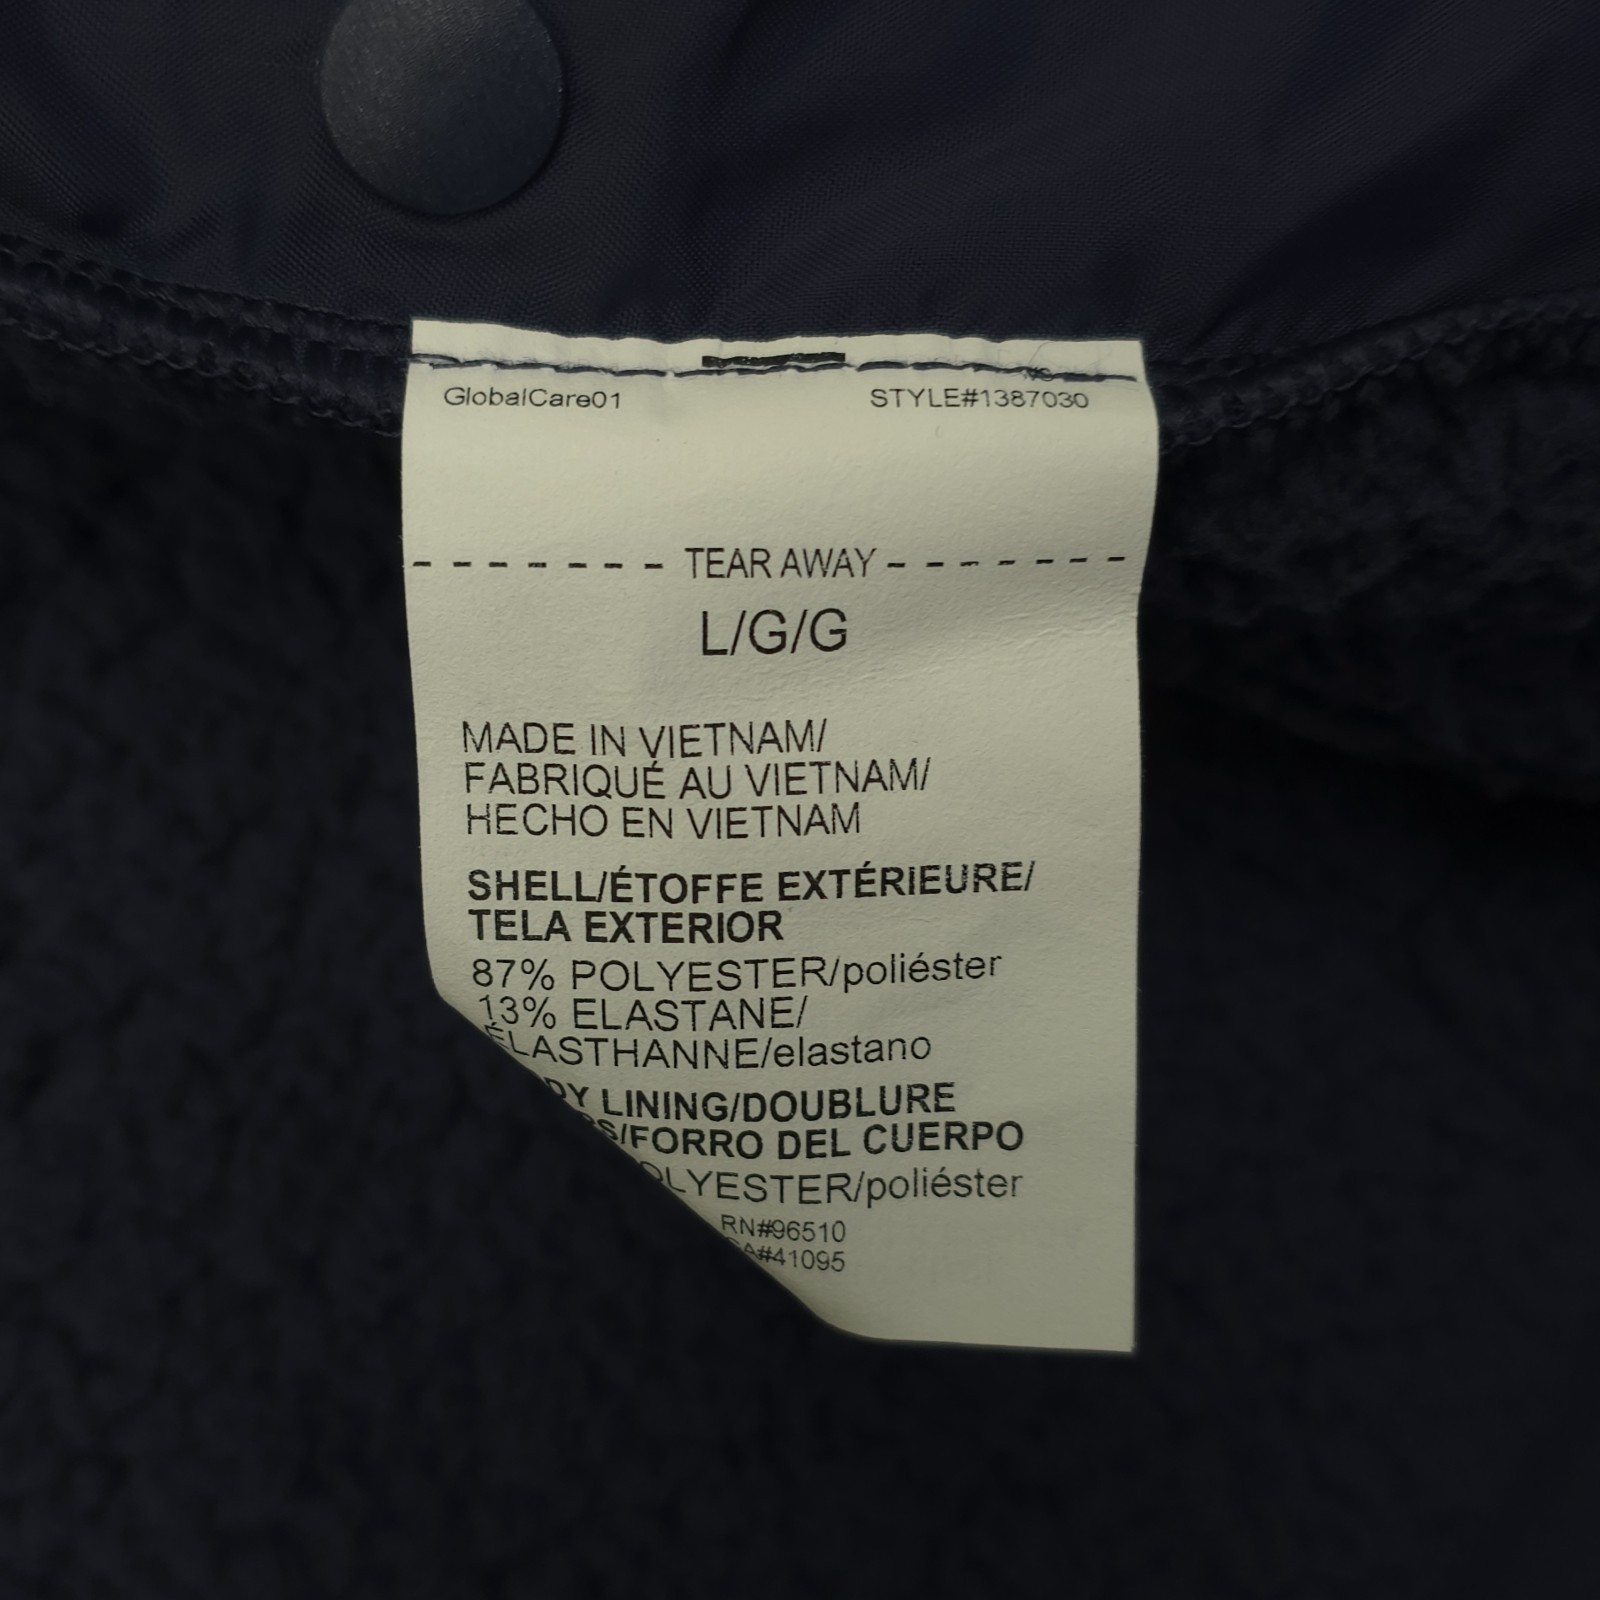 GlobalCare01 STYLE#1387030
TEAR AWAY
L/G/G
MADE IN VIETNAM/
FABRIQUÉ AU VIETNAM/
HECHO EN VIETNAM
SHELL/ÉTOFFE EXTÉRIEURE/
TELA EXTERIOR
87% POLYESTER/poliéster
13% ELASTANE/
ÉLASTHANNE/elastano
LINING/DOUBLURE
FORRO DEL CUERPO
POLYESTER/poliéster
RN#96510
CA#41095